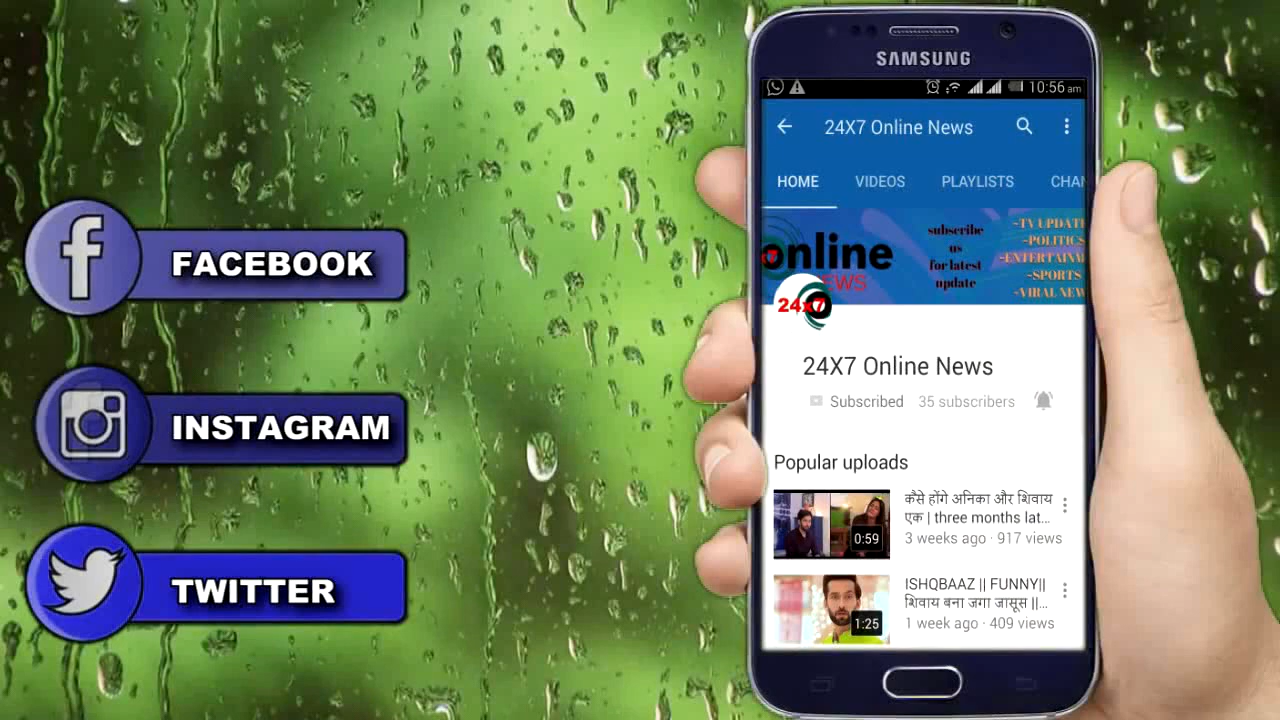 FACEBOOK
INSTAGRAM
TWITTER
SAMSUNG
10:56 am
24X7 Online News
HOME VIDEOS PLAYLISTS CHAN
online
NEWS
subscribe
us
for latest
update
~TV UPDATE
~POLITICS
~ENTERTAINM
~SPORTS
~VIRAL NEW
24x7
24X7 Online News
Subscribed 35 subscribers
Popular uploads
कैसे होंगे अनिका और शिवाय
एक | three months lat...
3 weeks ago · 917 views
0:59
ISHQBAAZ || FUNNY||
शिवाय बना जगा जासूस ||...
1 week ago · 409 views
1:25